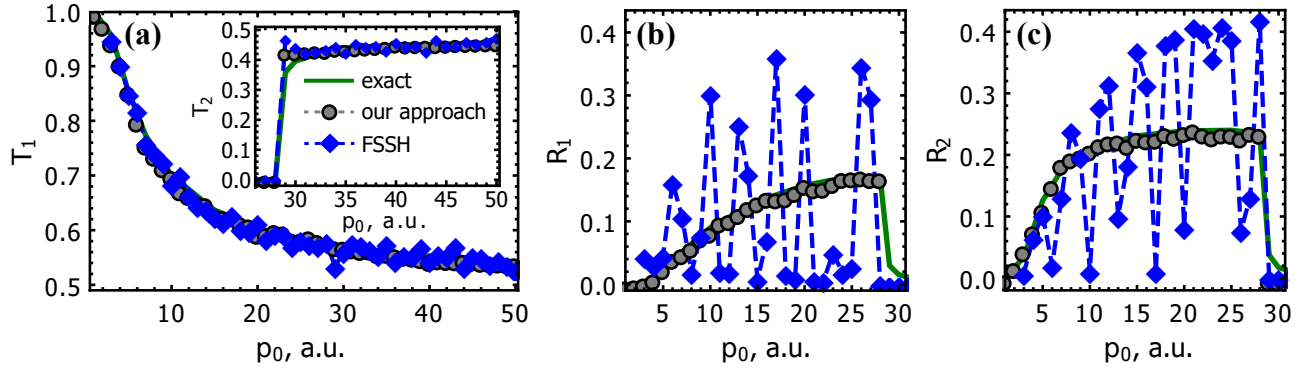 (a)
T₁
1.0
0.9
0.8
0.7
0.6
0.5
10 20 30 40 50
p₀, a.u.
T₂
0.5
0.4
0.3
0.2
0.1
0.0
30 35 40 45 50
p₀, a.u.
exact
our approach
FSSH
(b)
R₁
0.4
0.3
0.2
0.1
0.0
5 10 15 20 25 30
p₀, a.u.
(c)
R₂
0.4
0.3
0.2
0.1
0.0
5 10 15 20 25 30
p₀, a.u.